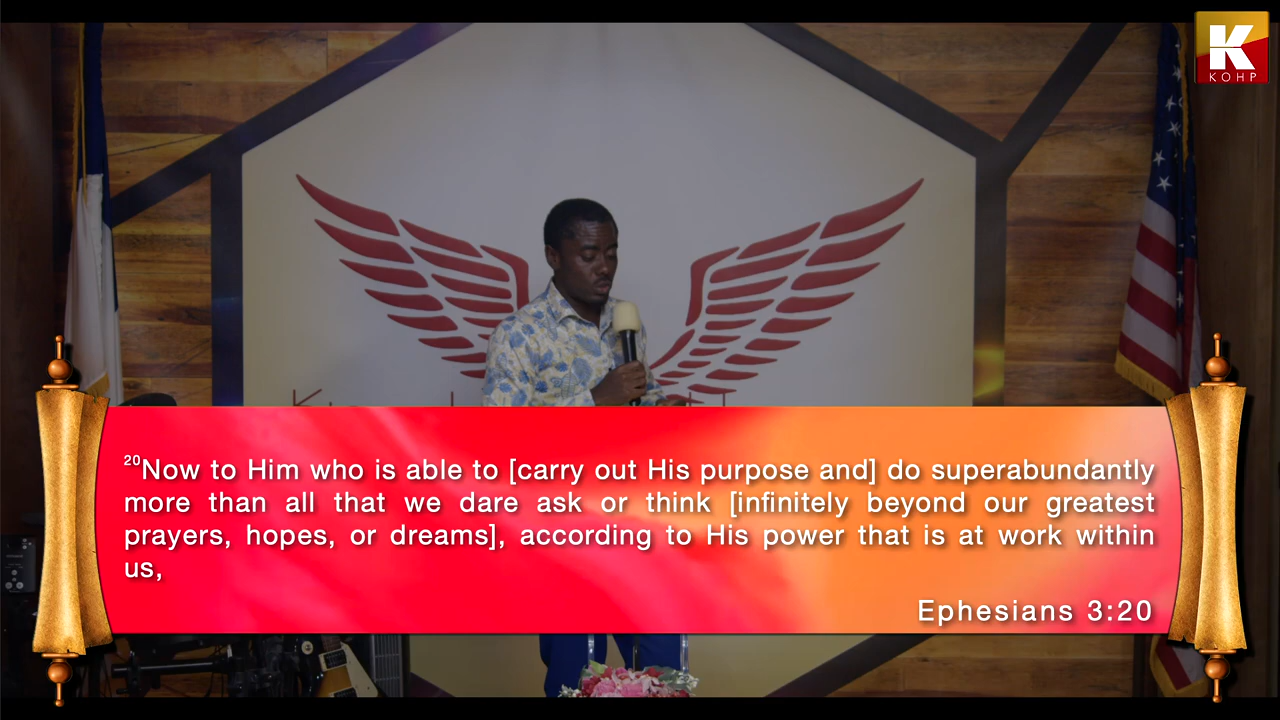 K
KOHP
20Now to Him who is able to [carry out His purpose and] do superabundantly
more than all that we dare ask or think [infinitely beyond our greatest
prayers, hopes, or dreams], according to His power that is at work within
us,
Ephesians 3:20